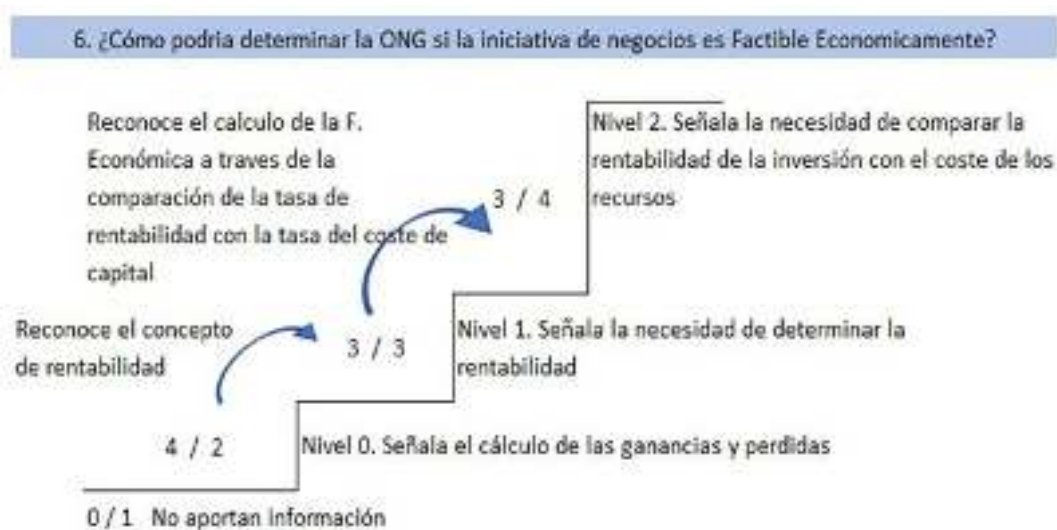 6. ¿Cómo podria determinar la ONG si la iniciativa de negocios es Factible Economicamente?
Reconoce el calculo de la F.
Económica a traves de la
comparación de la tasa de
rentabilidad con la tasa del coste de
capital
3 / 4
Nivel 2. Señala la necesidad de comparar la
rentabilidad de la inversión con el coste de los
recursos
Reconoce el concepto
de rentabilidad
3 / 3
Nivel 1. Señala la necesidad de determinar la
rentabilidad
4 / 2
Nivel 0. Señala el cálculo de las ganancias y perdidas
0 / 1 No aportan información